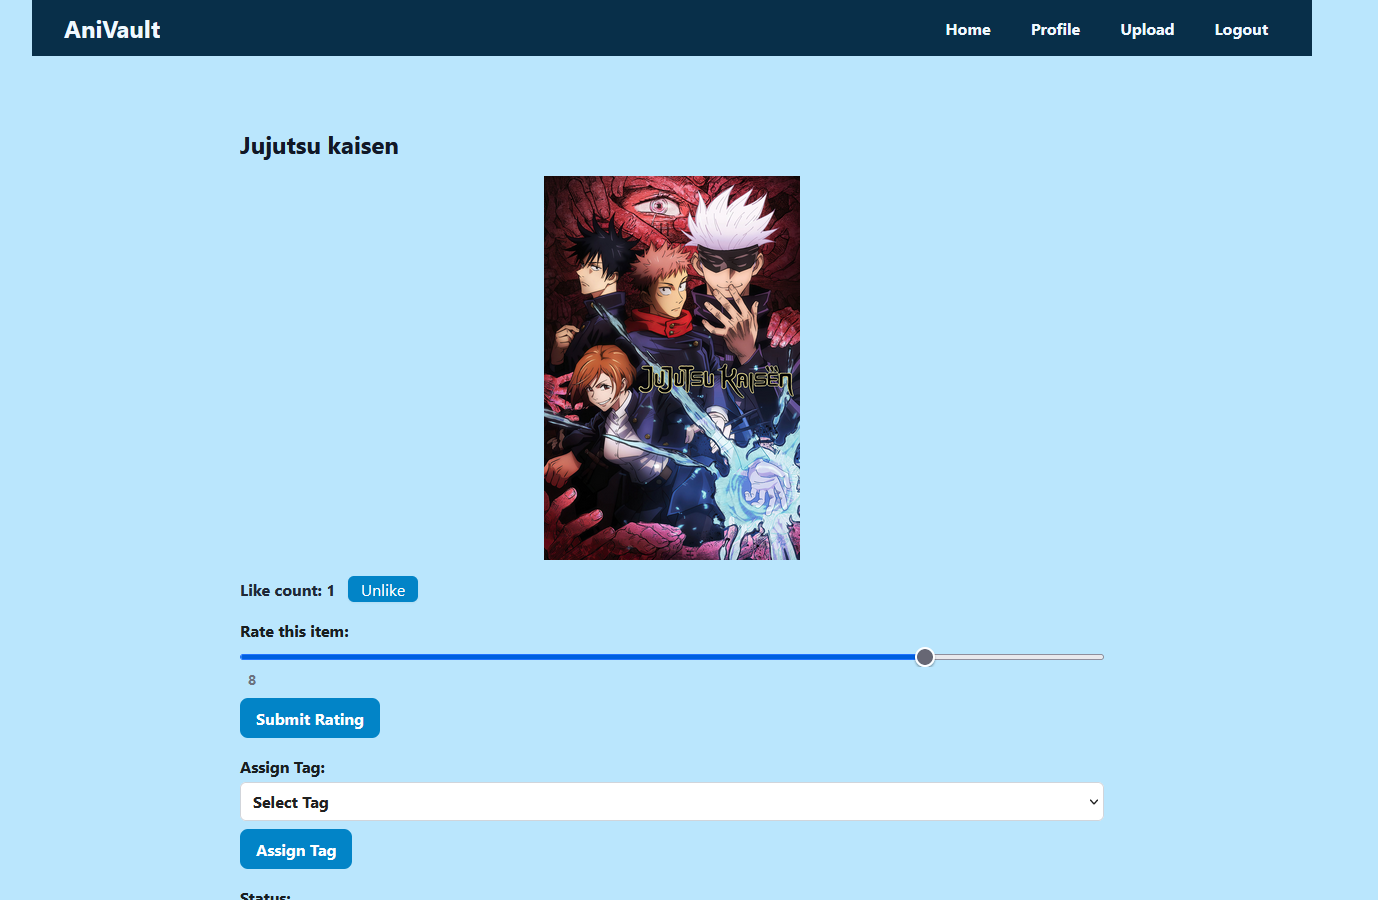 AniVault
Home Profile Upload Logout
Jujutsu kaisen
JUJUTSU KAISEN
Like count: 1 Unlike
Rate this item:
8
Submit Rating
Assign Tag:
Select Tag
Assign Tag
Status: